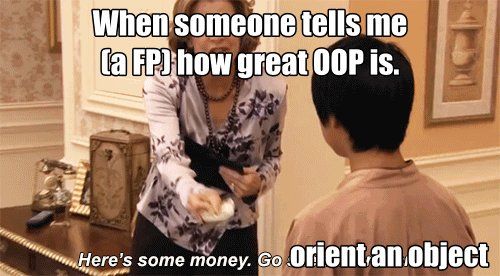 When someone tells me
(a FP) how great OOP is.
Here's some money. Go
orient an object